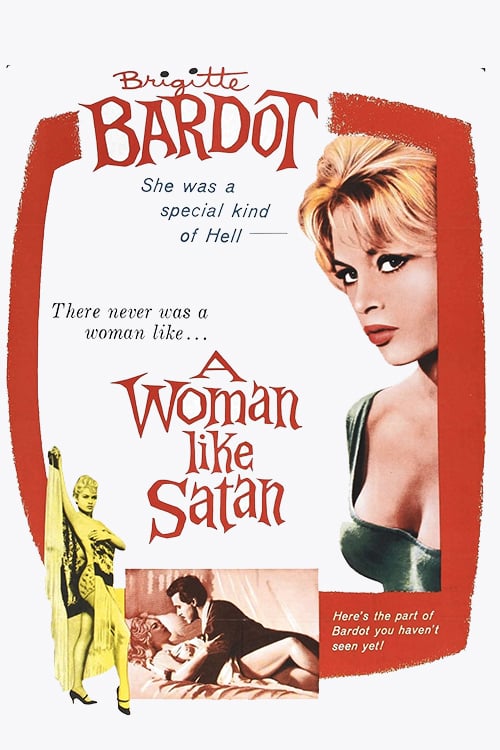 Brigitte
BARDOT
She was a
special kind
of Hell —
There never was a
woman like...
A
Woman
like
Satan
Here's the part of
Bardot you haven't
seen yet!